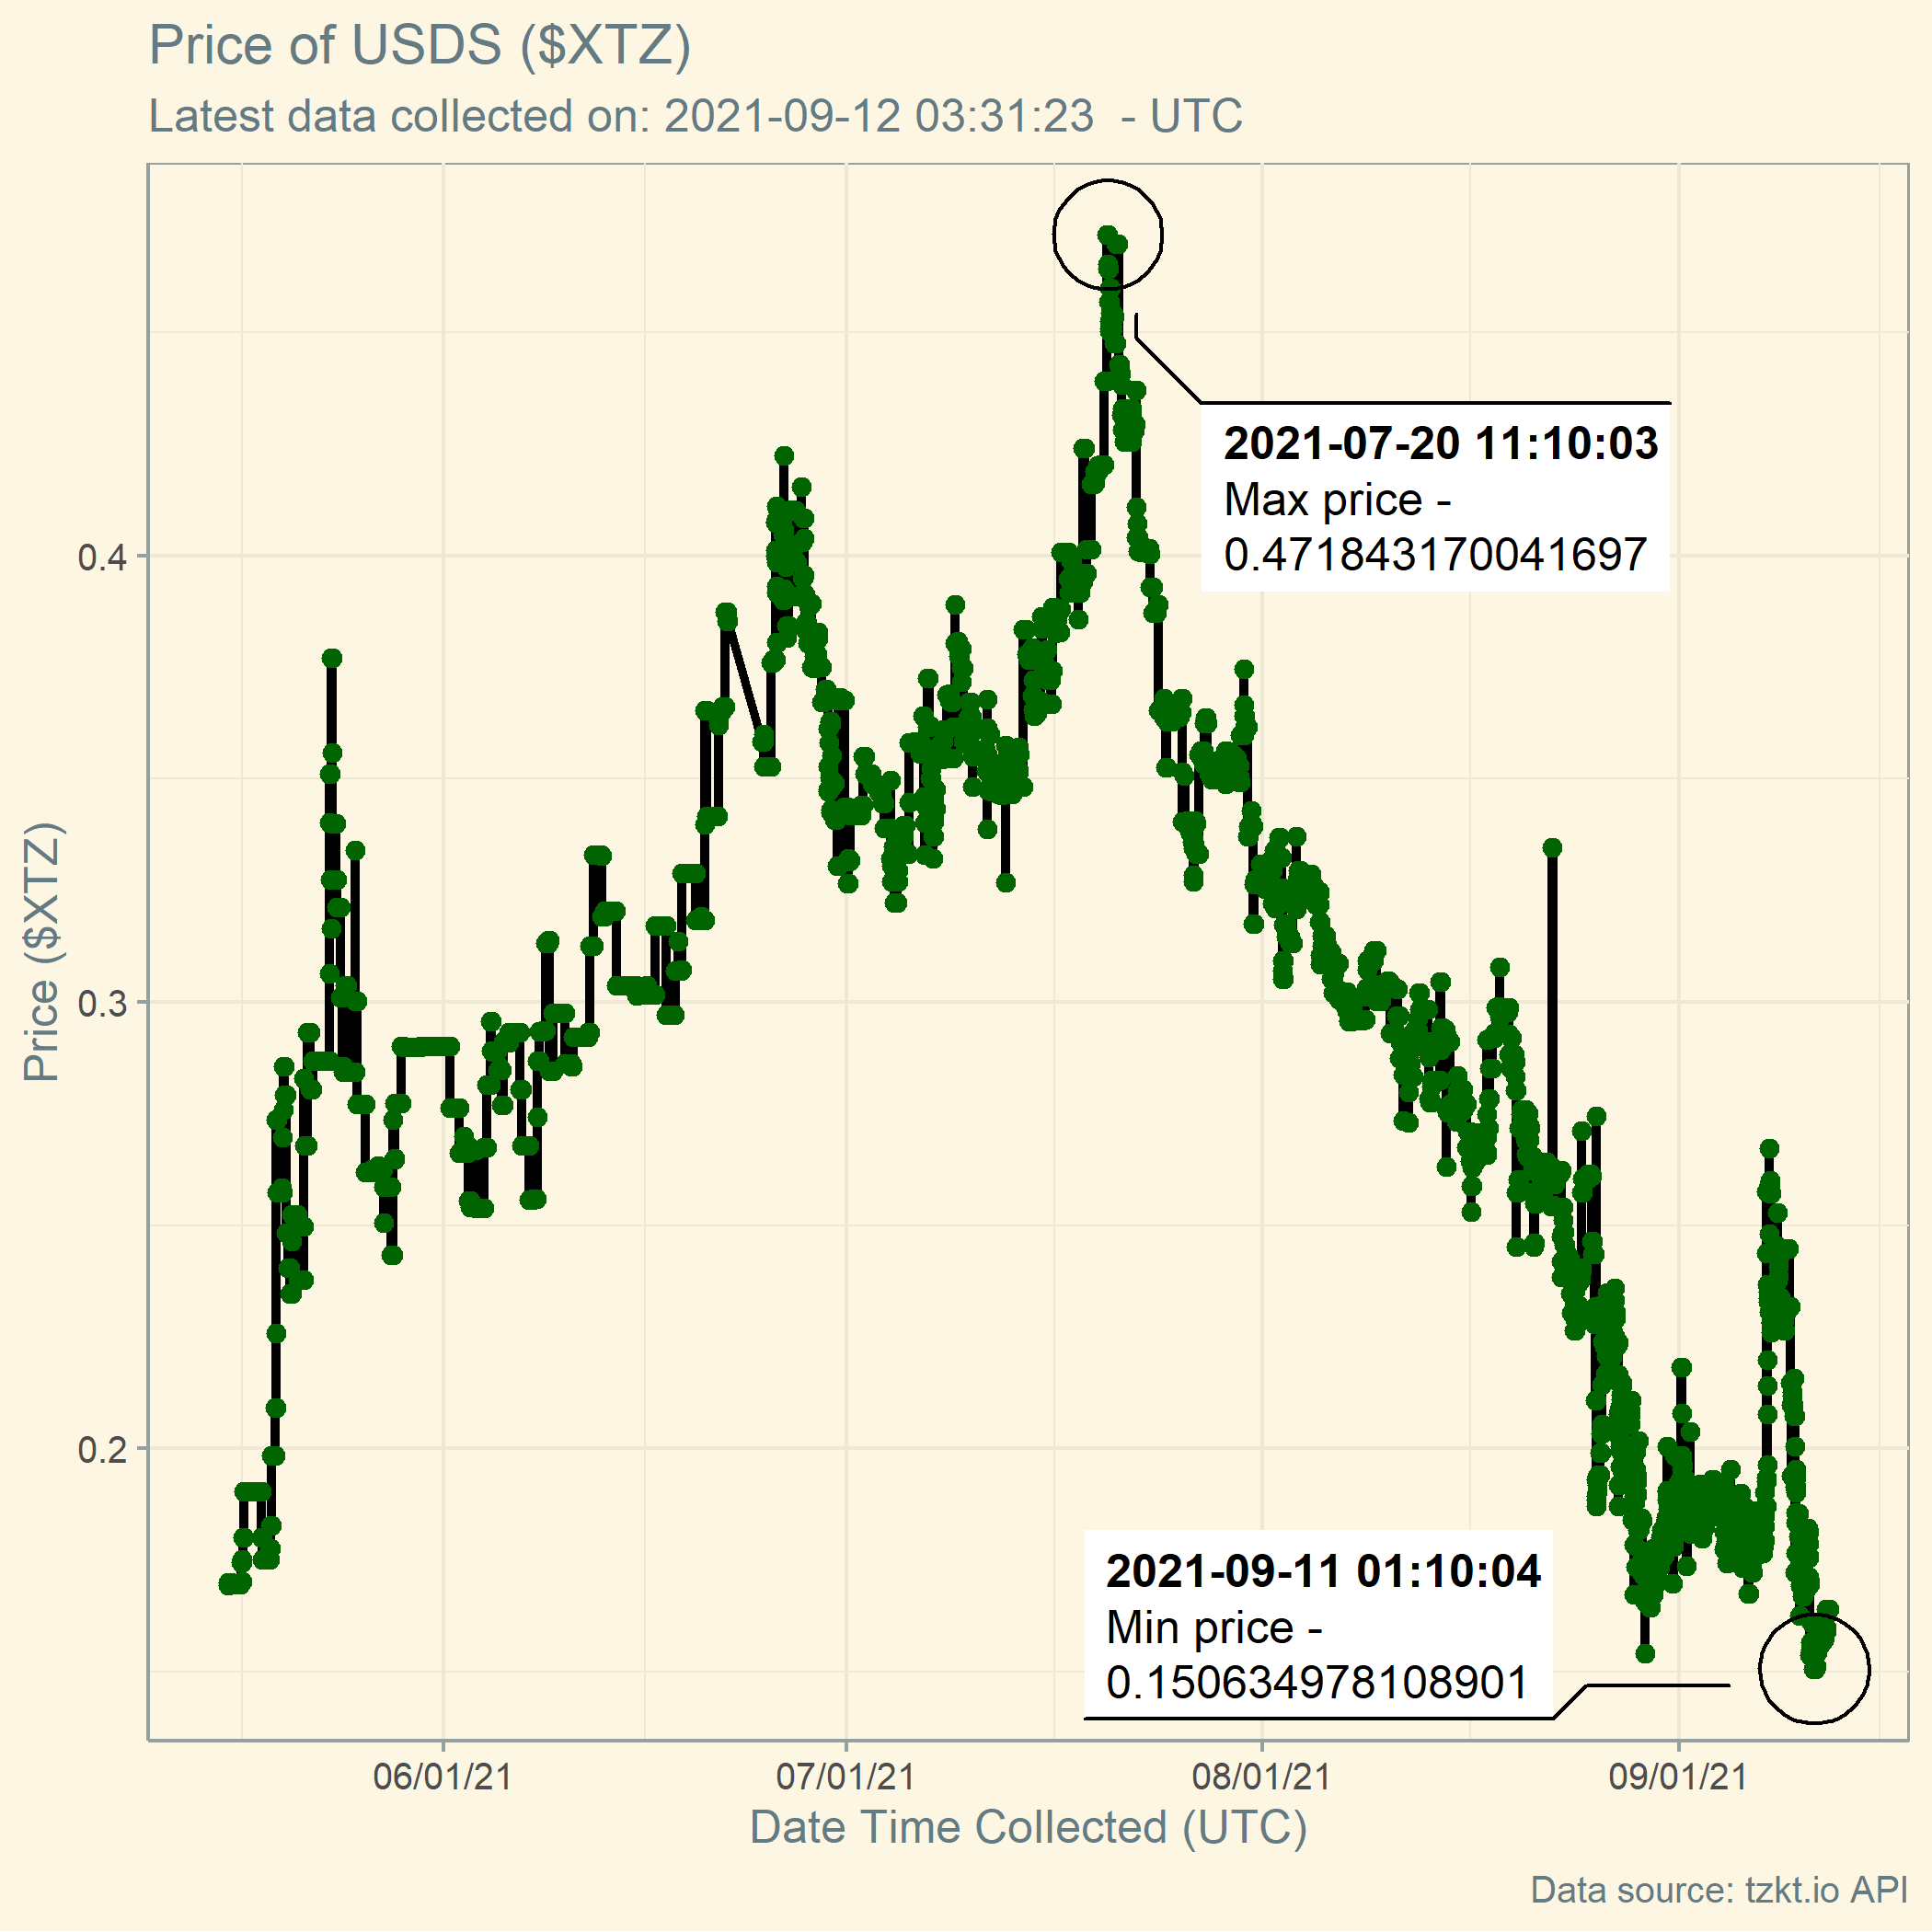 Price of USDS ($XTZ)
Latest data collected on: 2021-09-12 03:31:23  - UTC
2021-07-20 11:10:03
Max price -
0.471843170041697
0.4
0.3
0.2
Price ($XTZ)
2021-09-11 01:10:04
Min price -
0.150634978108901
06/01/21
07/01/21
08/01/21
09/01/21
Date Time Collected (UTC)
Data source: tzkt.io API